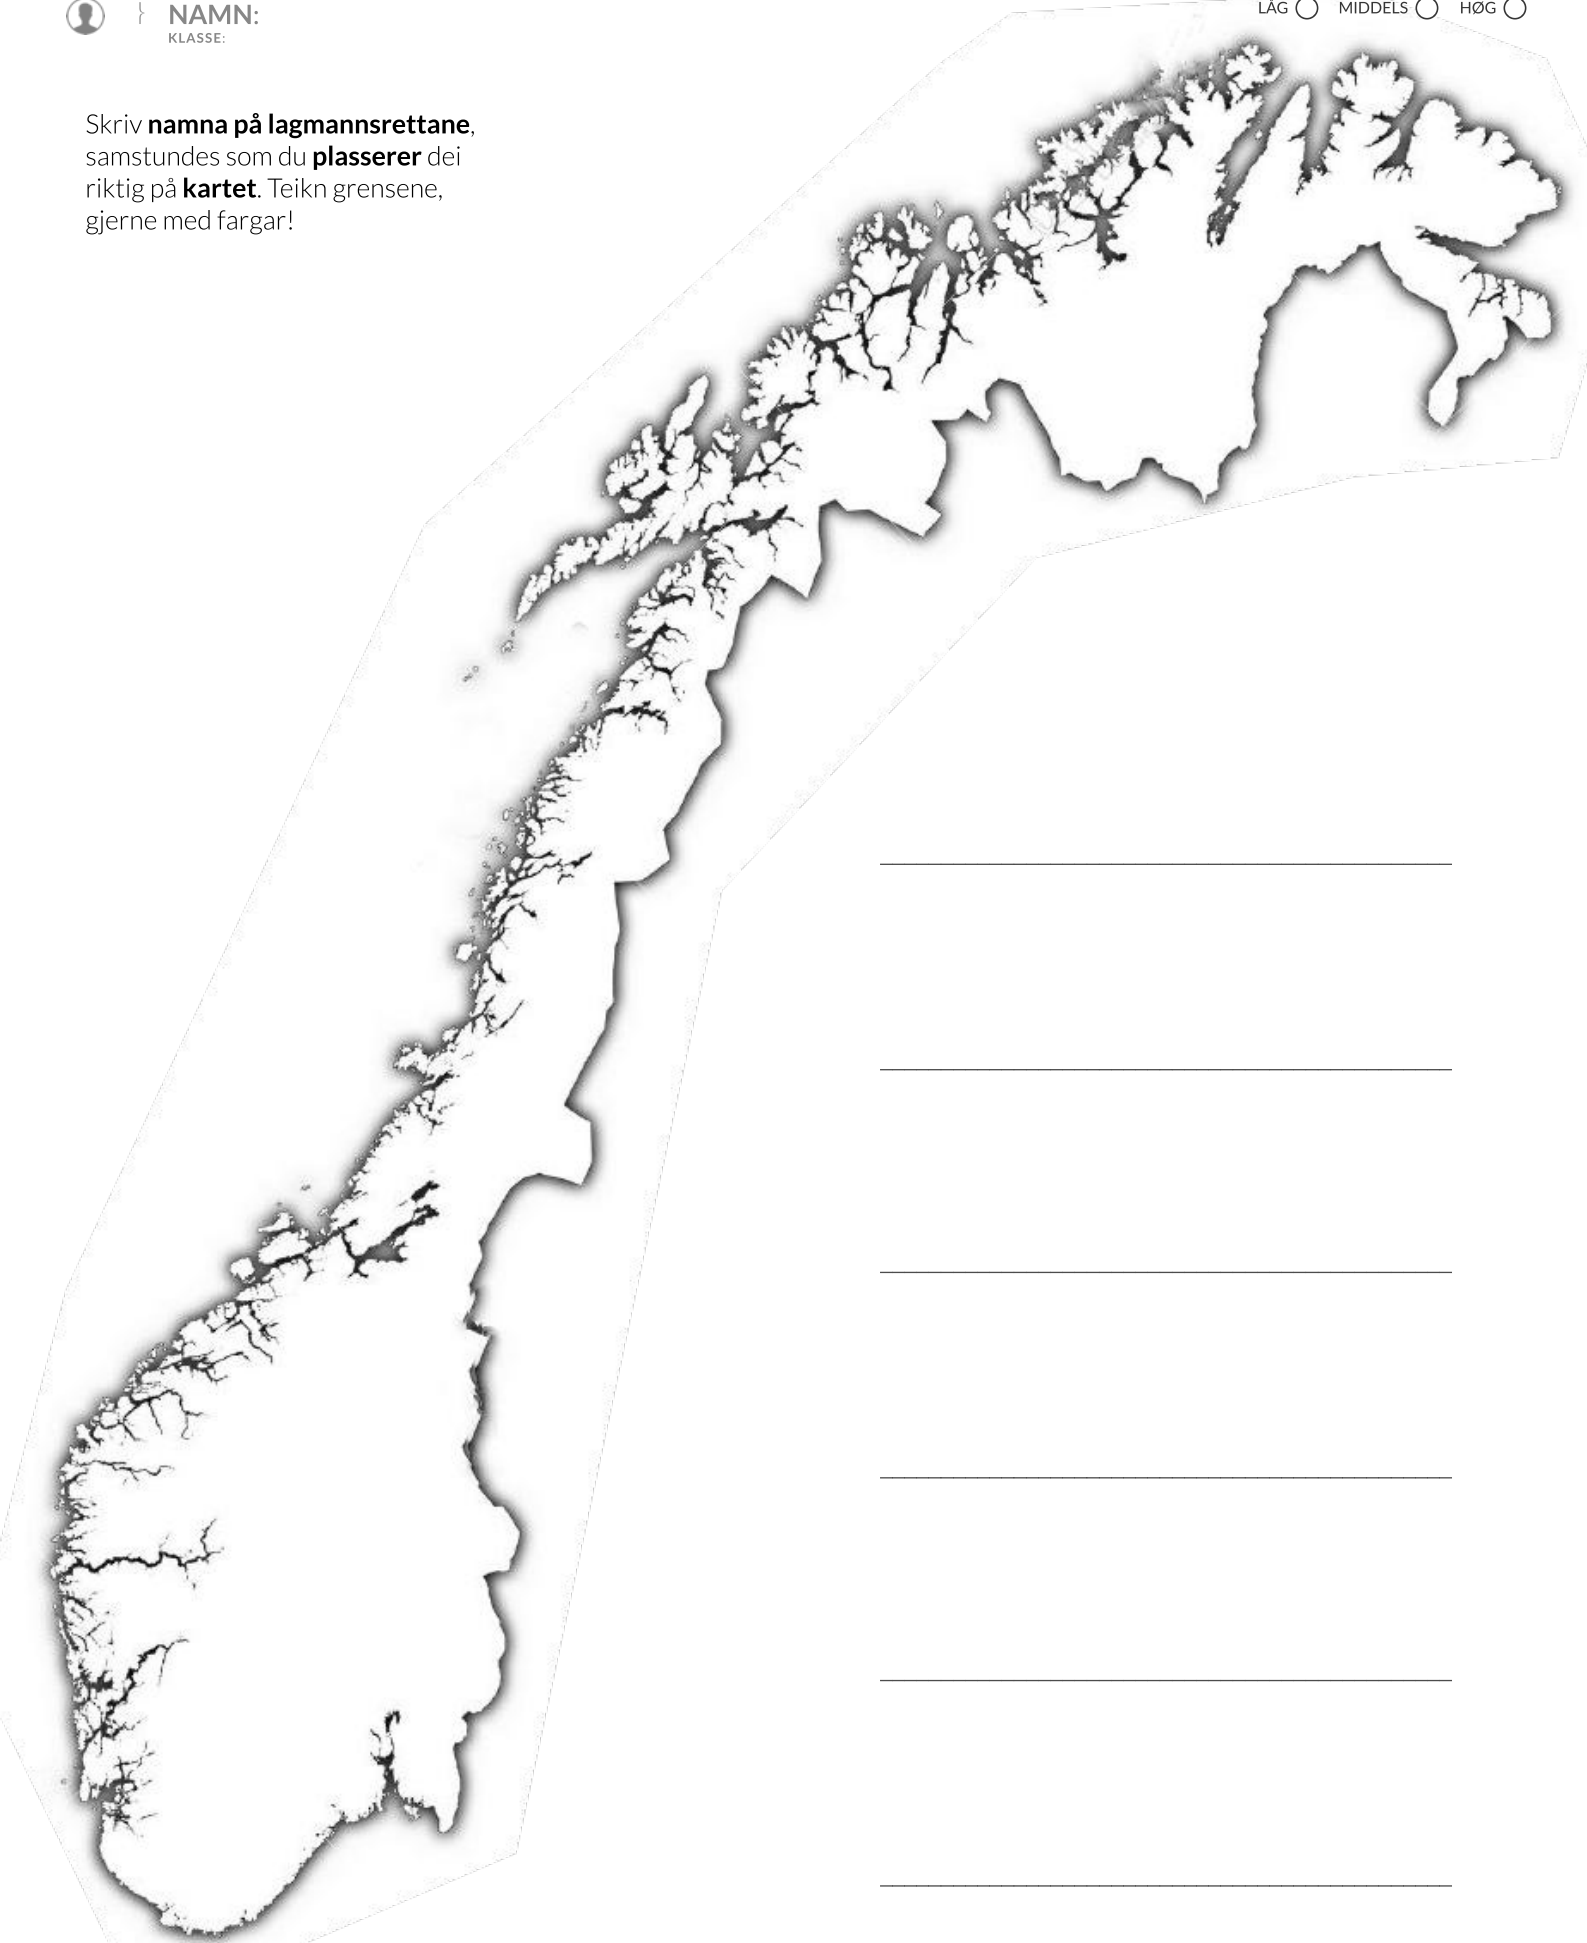 NAMN:
KLASSE:
LÅG MIDDELS HØG
Skriv namna på lagmannsrettane,
samstundes som du plasserer dei
riktig på kartet. Teikn grensene,
gjerne med fargar!